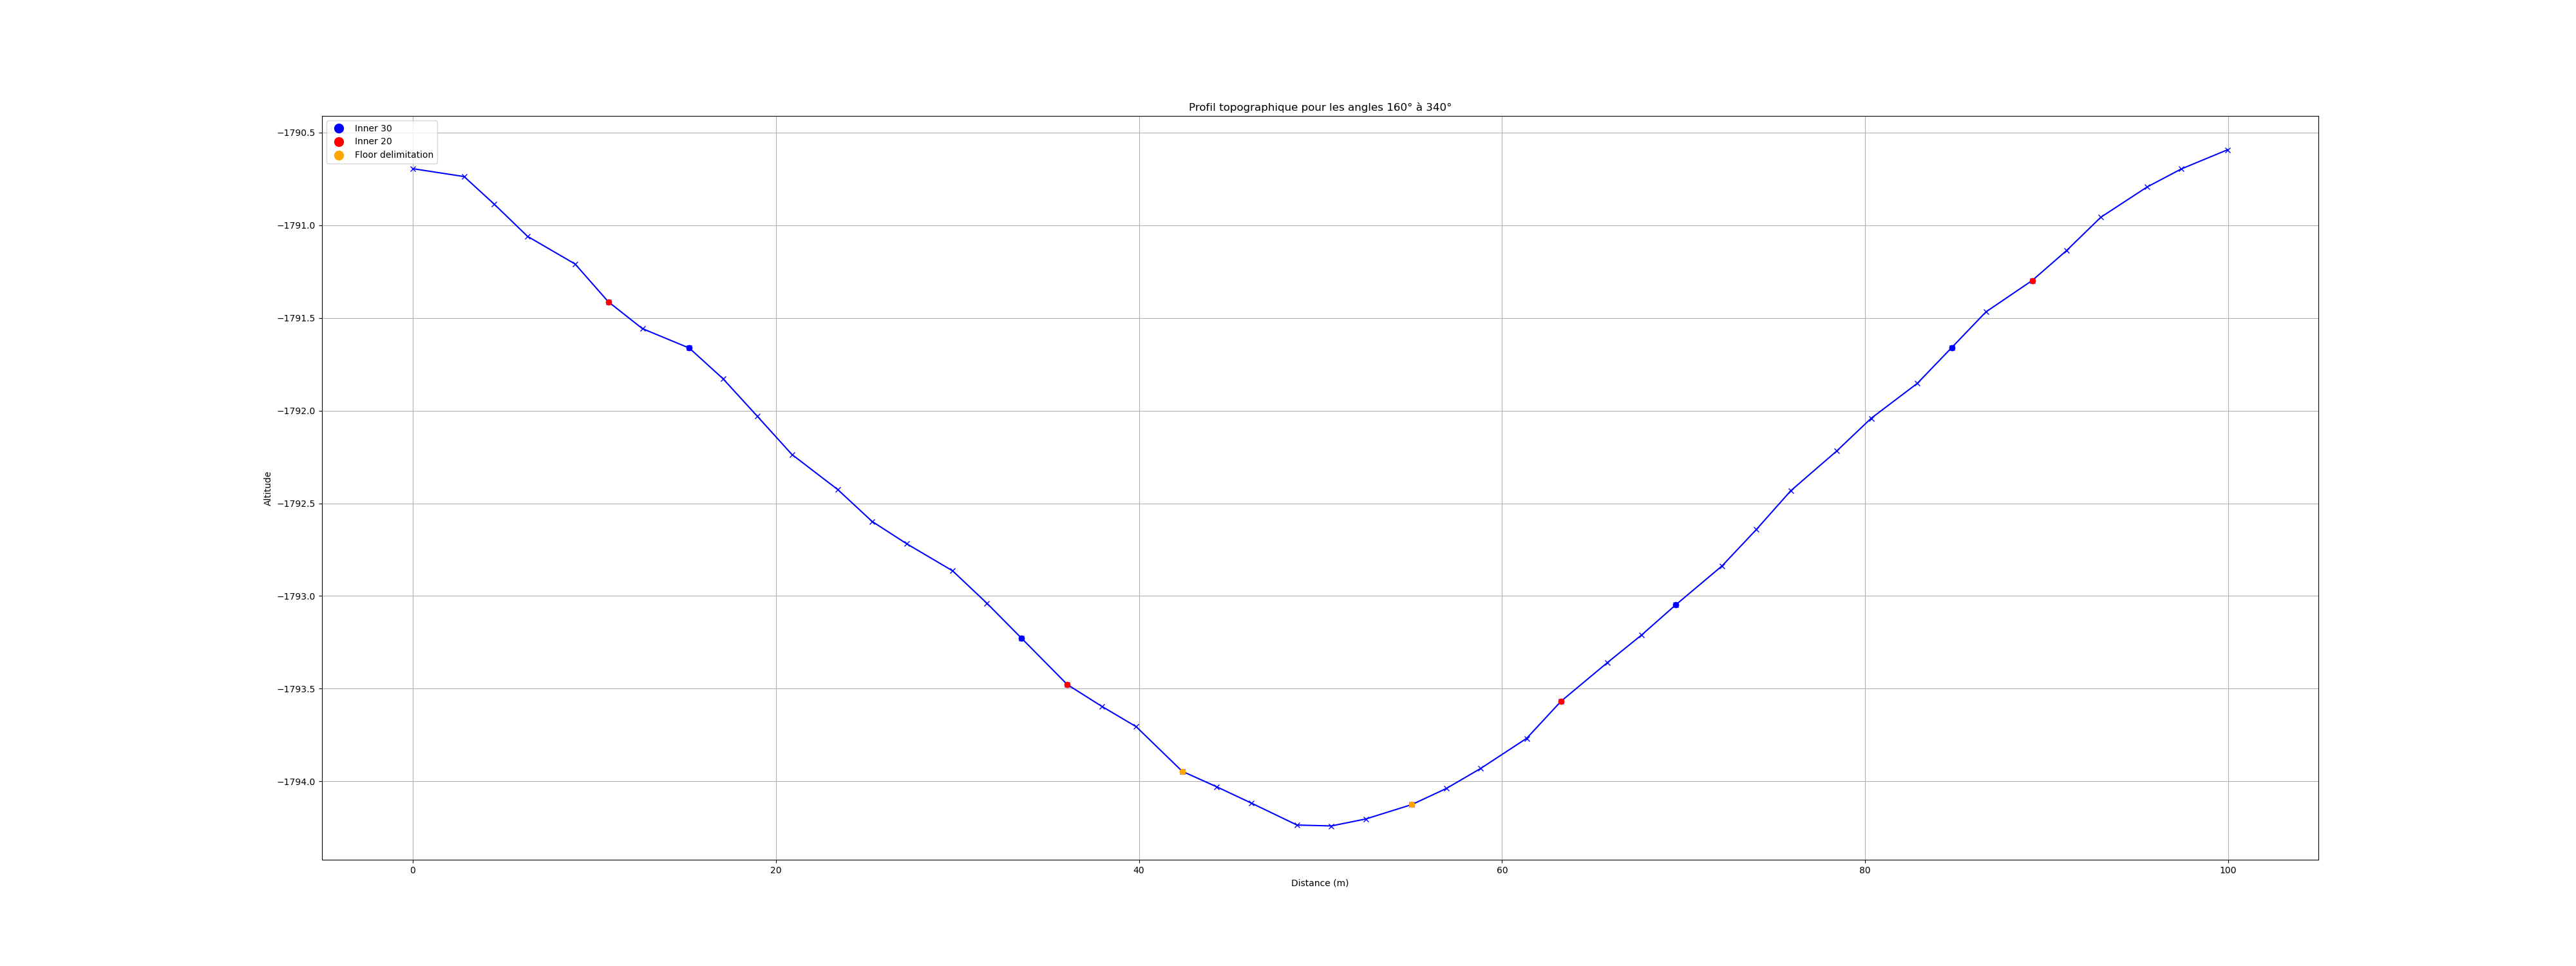 Profil topographique pour les angles 160° à 340°
Inner 30
Inner 20
Floor delimitation
−1790.5
−1791.0
−1791.5
−1792.0
−1792.5
−1793.0
−1793.5
−1794.0
Altitude
0 20 40 60 80 100
Distance (m)